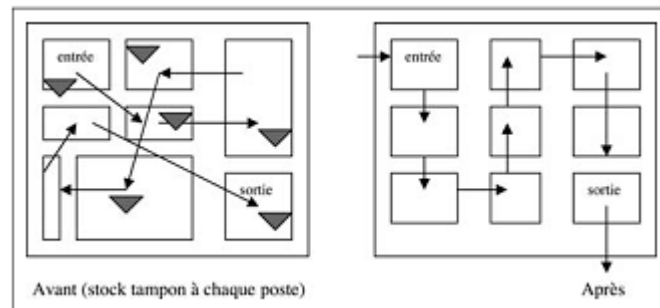 entrée
sortie
Avant (stock tampon à chaque poste)
entrée
sortie
Après